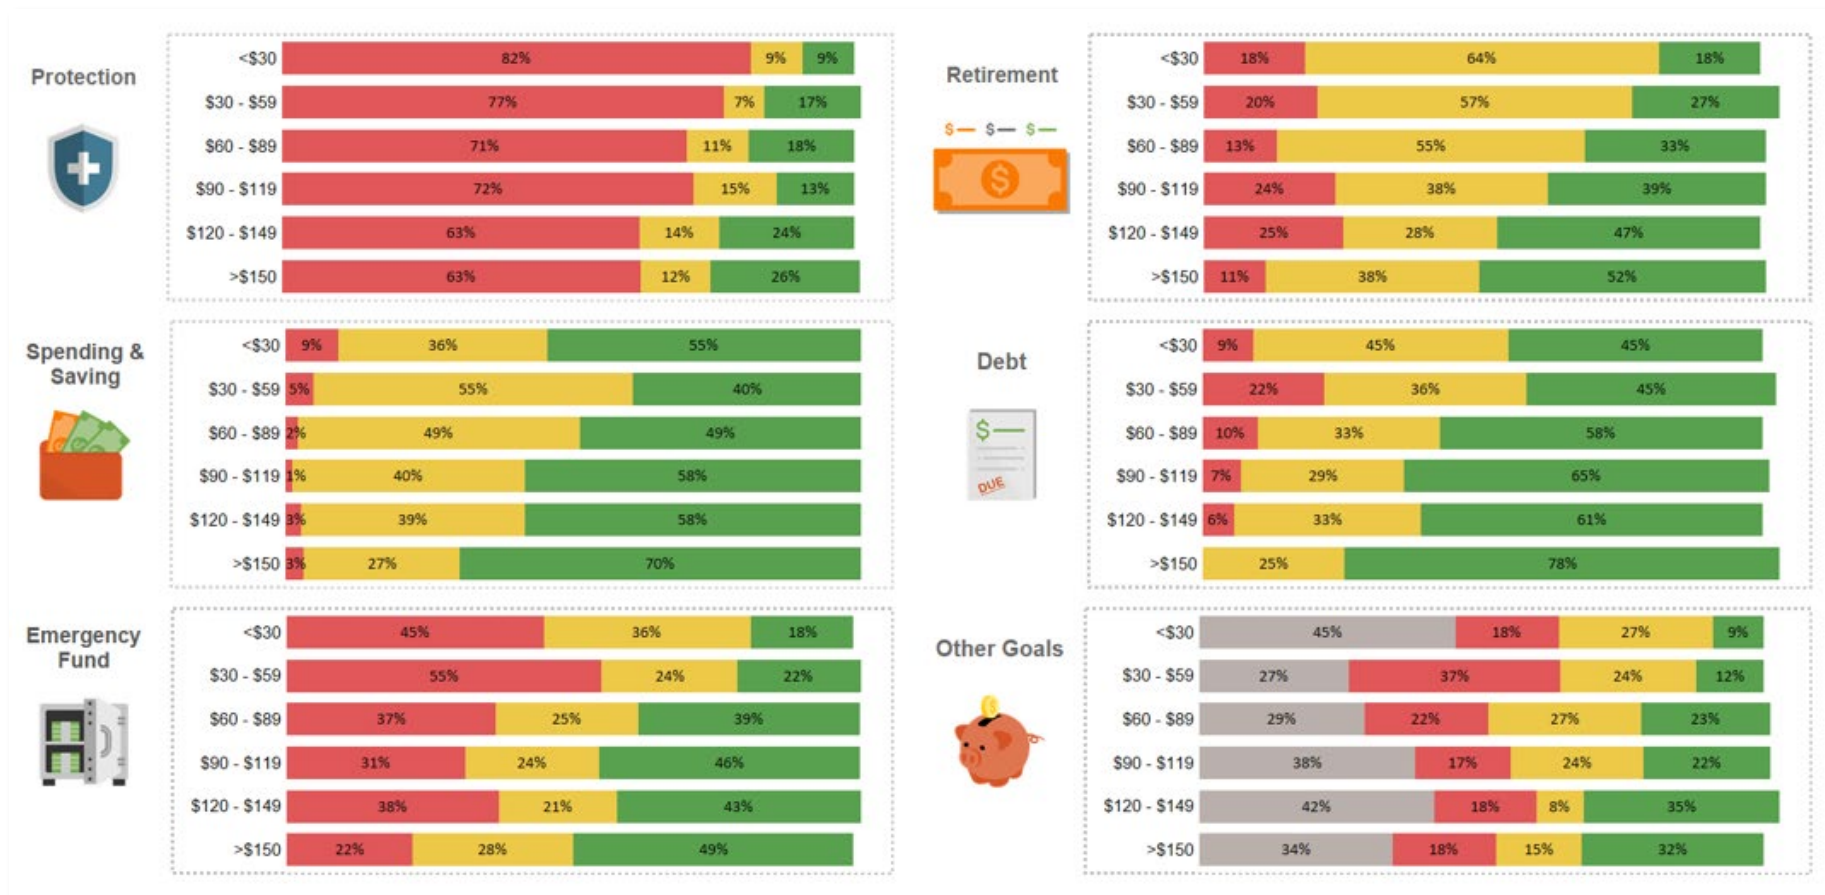 Protection
<$30 82% 9% 9%
$30 - $59 77% 7% 17%
$60 - $89 71% 11% 18%
$90 - $119 72% 15% 13%
$120 - $149 63% 14% 24%
>$150 63% 12% 26%
Retirement
$ $ $
$
<$30 18% 64% 18%
$30 - $59 20% 57% 27%
$60 - $89 13% 55% 33%
$90 - $119 24% 38% 39%
$120 - $149 25% 28% 47%
>$150 11% 38% 52%
Spending &
Saving
<$30 9% 36% 55%
$30 - $59 5% 55% 40%
$60 - $89 2% 49% 49%
$90 - $119 1% 40% 58%
$120 - $149 3% 39% 58%
>$150 3% 27% 70%
Debt
$
DUE
<$30 9% 45% 45%
$30 - $59 22% 36% 45%
$60 - $89 10% 33% 58%
$90 - $119 7% 29% 65%
$120 - $149 6% 33% 61%
>$150 25% 78%
Emergency
Fund
<$30 45% 36% 18%
$30 - $59 55% 24% 22%
$60 - $89 37% 25% 39%
$90 - $119 31% 24% 46%
$120 - $149 38% 21% 43%
>$150 22% 28% 49%
Other Goals
$
<$30 45% 18% 27% 9%
$30 - $59 27% 37% 24% 12%
$60 - $89 29% 22% 27% 23%
$90 - $119 38% 17% 24% 22%
$120 - $149 42% 18% 8% 35%
>$150 34% 18% 15% 32%